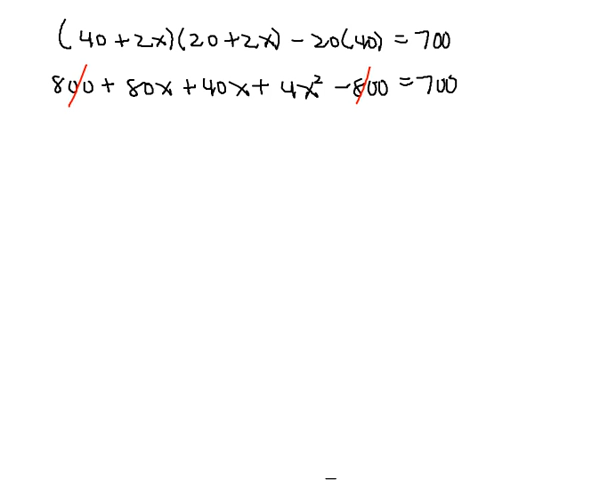 (40+2x)(20+2x) - 20(40) = 700
800 + 80x + 40x + 4x² - 800 = 700